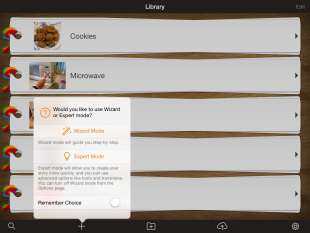 Library
Edit
Cookies
Microwave
Would you like to use Wizard
or Expert mode?
Wizard Mode
Wizard mode will guide you step-by-step.
Expert Mode
Expert mode will allow you to create your
story more quickly, and you can use
advanced options like fonts and transitions.
You can turn off Wizard mode from the
Options page.
Remember Choice